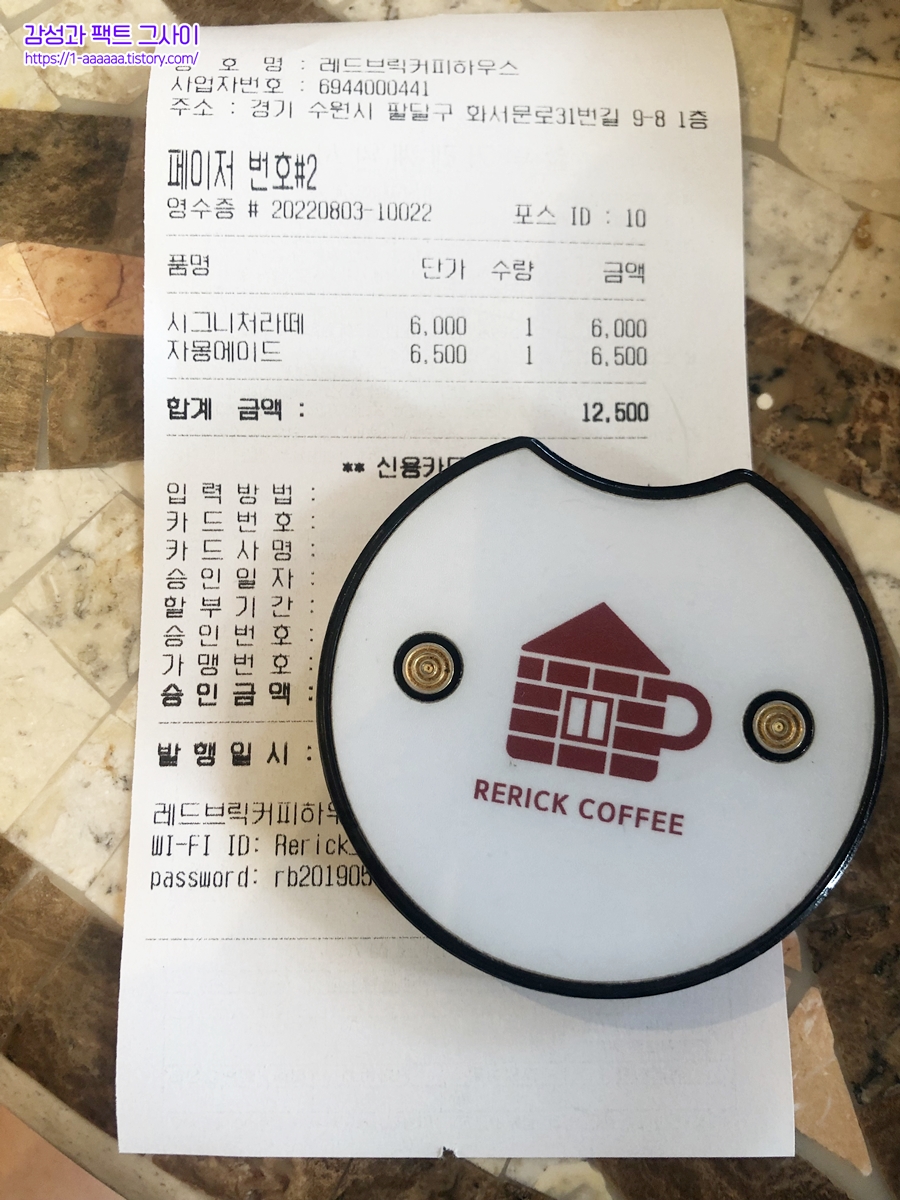 감성과 팩트 그사이
https://1-aaaaaa.tistory.com/
호 명 : 레드브릭커피하우스
사업자번호 : 6944000441
주소 : 경기 수원시 팔달구 화서문로31번길 9-8 1층
페이저 번호#2
영수증 # 20220803-10022 포스 ID : 10
품명 단가 수량 금액
시그니처라떼 6,000 1 6,000
자몽에이드 6,500 1 6,500
합계 금액 : 12,500
** 신용카드
입 력 방 법 :
카 드 번 호 :
카 드 사 명 :
승 인 일 자 :
할 부 기 간 :
승 인 번 호 :
가 맹 번 호 :
승 인 금 액 :
발 행 일 시 :
레드브릭커피하우
WI-FI ID: Rerick_
password: rb201905
RERICK COFFEE